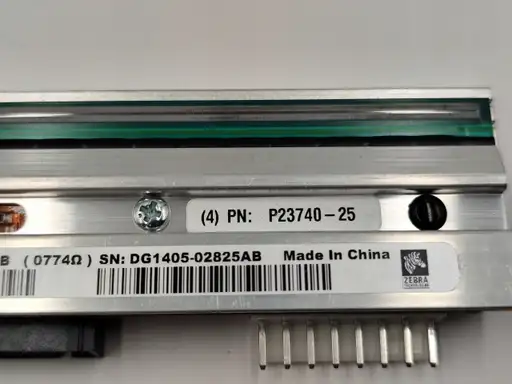 (4) PN: P23740-25
B (0774Ω) SN: DG1405-02825AB Made In China
ZEBRA